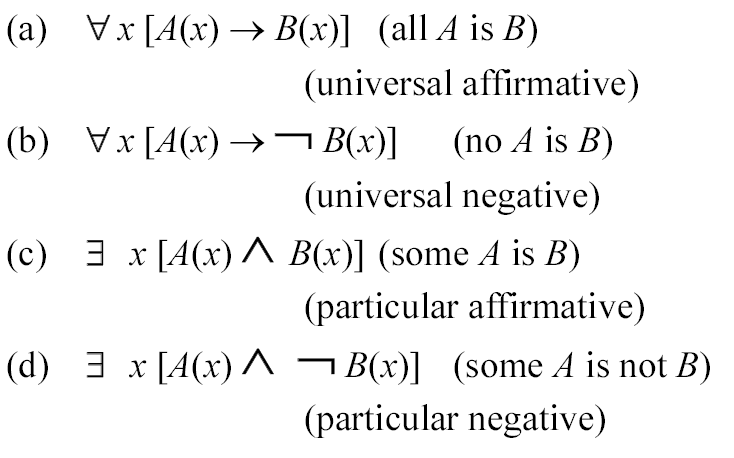 (a) ∀ x [A(x) → B(x)] (all A is B)
(universal affirmative)
(b) ∀ x [A(x) → ¬ B(x)] (no A is B)
(universal negative)
(c) ∃ x [A(x) ∧ B(x)] (some A is B)
(particular affirmative)
(d) ∃ x [A(x) ∧ ¬ B(x)] (some A is not B)
(particular negative)